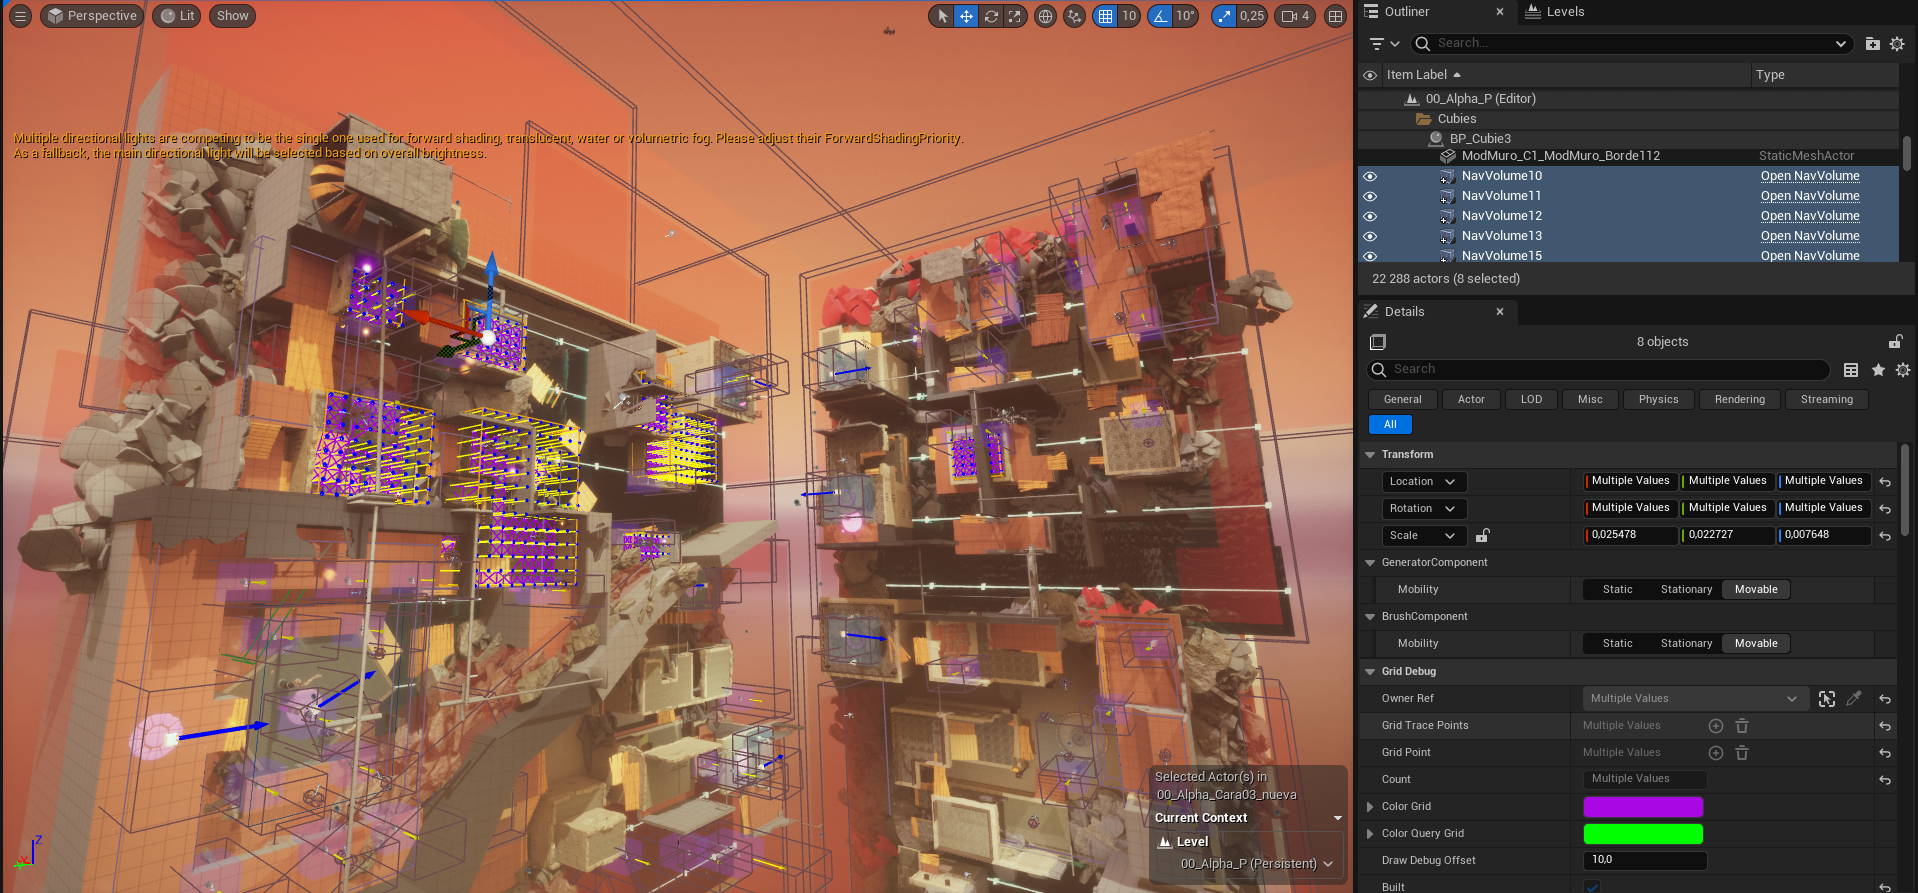 Perspective
Lit
Show
10
10°
0,25
4
Multiple directional lights are competing to be the single one used for forward shading, translucent, water or volumetric fog. Please adjust their ForwardShadingPriority.
As a fallback, the main directional light will be selected based on overall brightness.
Z
Selected Actor(s) in
00_Alpha_Cara03_nueva
Current Context
Level
00_Alpha_P (Persistent)
Outliner
Levels
Search...
Item Label
Type
00_Alpha_P (Editor)
Cubies
BP_Cubie3
ModMuro_C1_ModMuro_Borde112 StaticMeshActor
NavVolume10 Open NavVolume
NavVolume11 Open NavVolume
NavVolume12 Open NavVolume
NavVolume13 Open NavVolume
NavVolume15 Open NavVolume
22 288 actors (8 selected)
Details
8 objects
Search
General Actor LOD Misc Physics Rendering Streaming
All
Transform
Location Multiple Values Multiple Values Multiple Values
Rotation Multiple Values Multiple Values Multiple Values
Scale 0,025478 0,022727 0,007648
GeneratorComponent
Mobility Static Stationary Movable
BrushComponent
Mobility Static Stationary Movable
Grid Debug
Owner Ref Multiple Values
Grid Trace Points Multiple Values
Grid Point Multiple Values
Count Multiple Values
Color Grid
Color Query Grid
Draw Debug Offset 10,0
Built